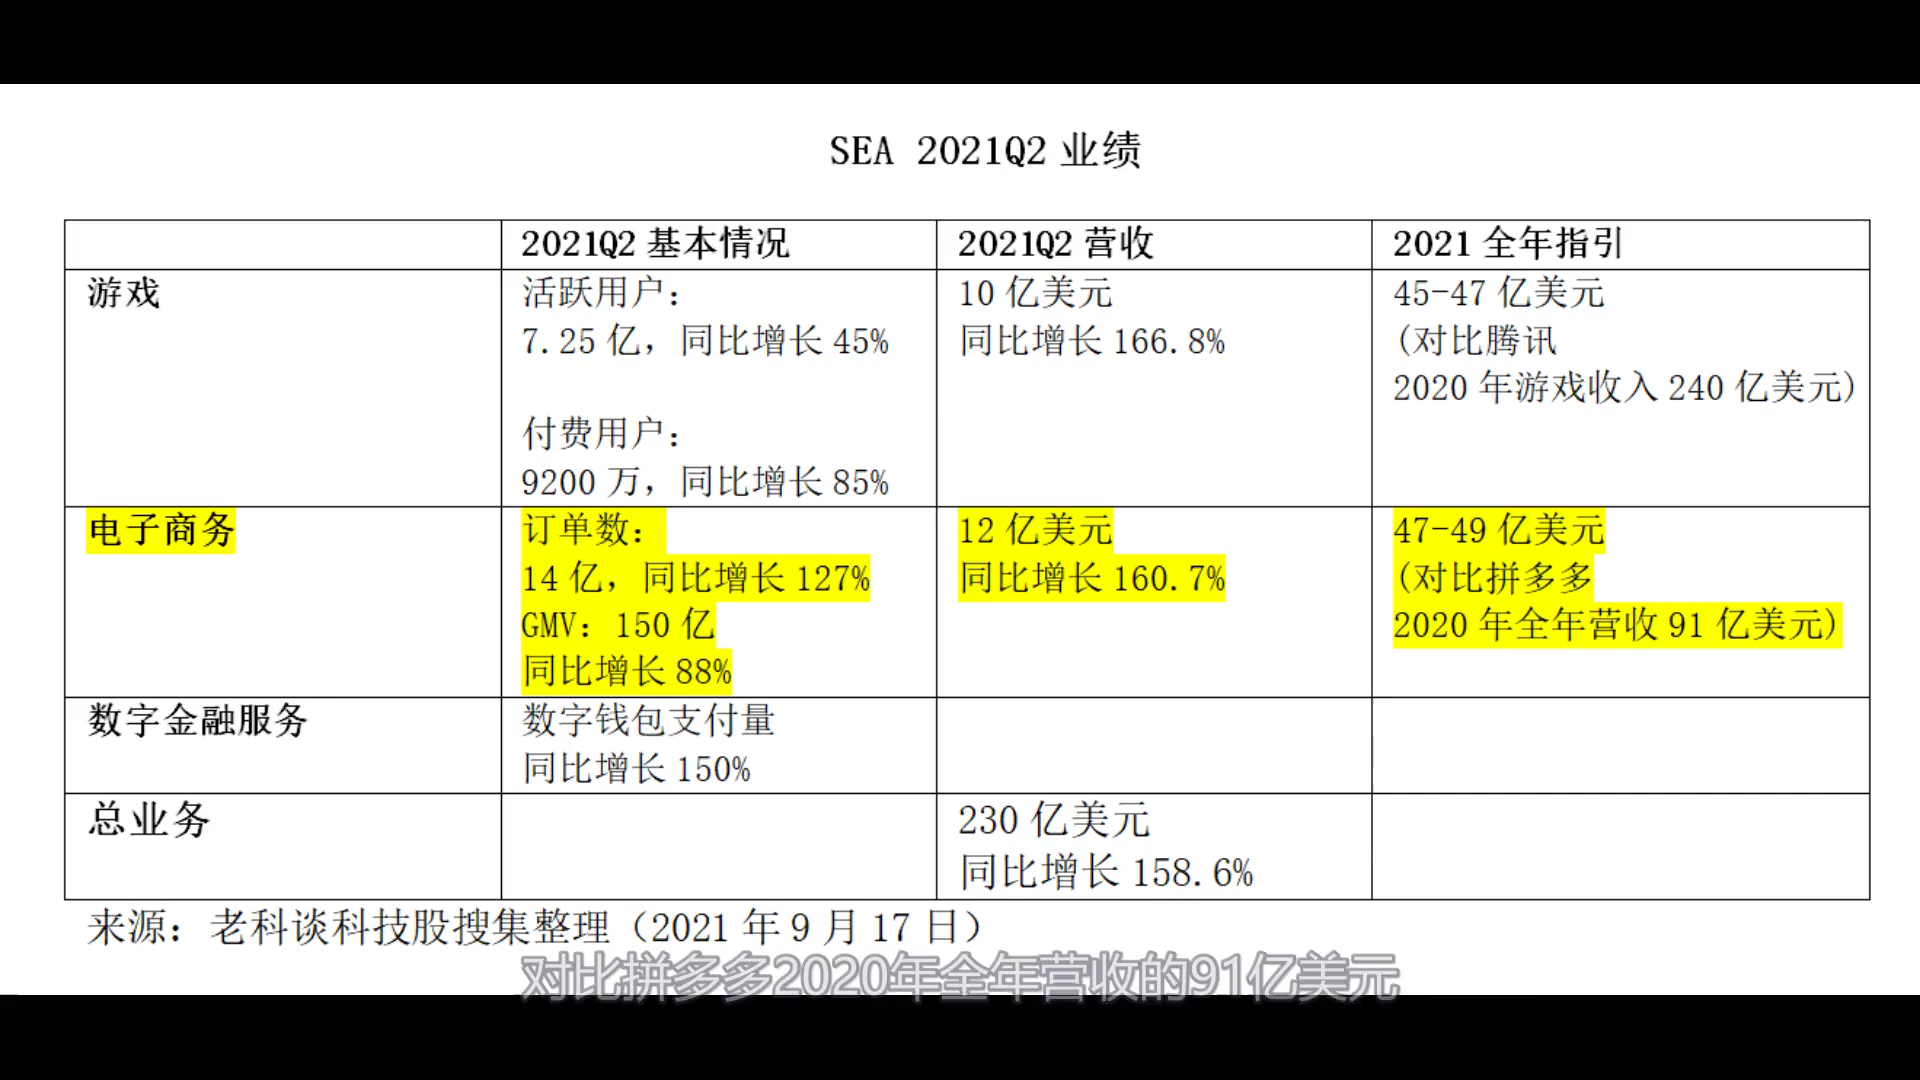 SEA 2021Q2 业绩
2021Q2 基本情况
2021Q2 营收
2021 全年指引
游戏
活跃用户：
7.25 亿，同比增长 45%
付费用户：
9200 万，同比增长 85%
10 亿美元
同比增长 166.8%
45-47 亿美元
(对比腾讯
2020 年游戏收入 240 亿美元)
电子商务
订单数：
14 亿，同比增长 127%
GMV：150 亿
同比增长 88%
12 亿美元
同比增长 160.7%
47-49 亿美元
(对比拼多多
2020 年全年营收 91 亿美元)
数字金融服务
数字钱包支付量
同比增长 150%
总业务
230 亿美元
同比增长 158.6%
来源：老科谈科技股搜集整理（2021 年 9 月 17 日）
对比拼多多2020年全年营收的91亿美元